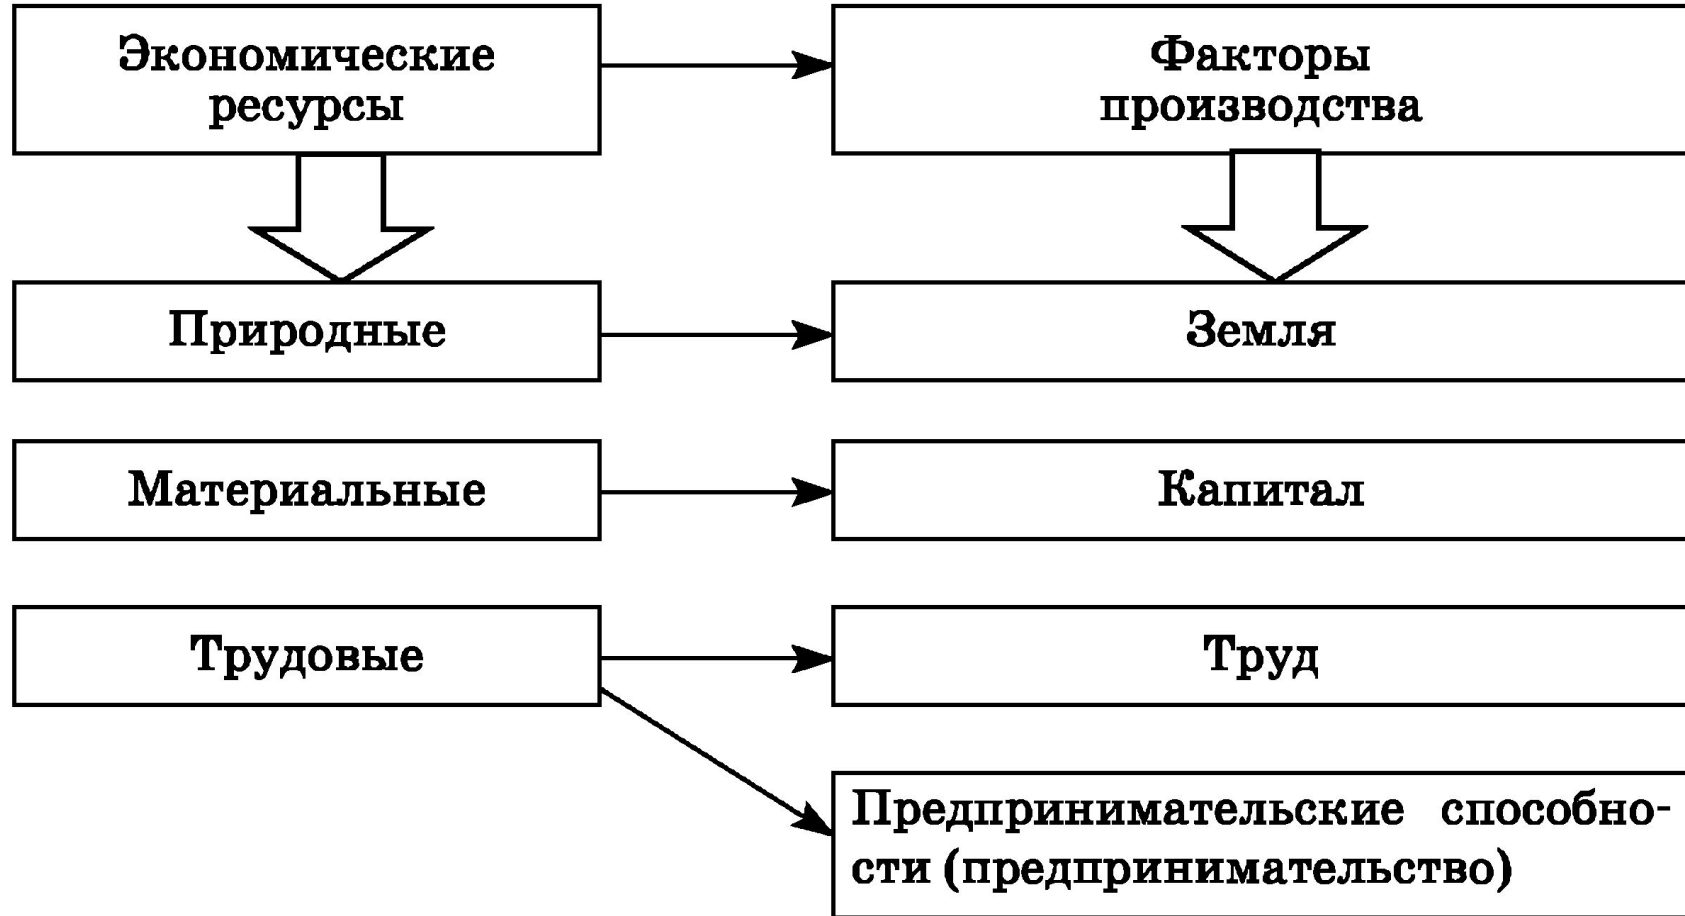 Экономические
ресурсы
Факторы
производства
Природные
Земля
Материальные
Капитал
Трудовые
Труд
Предпринимательские способно-
сти (предпринимательство)